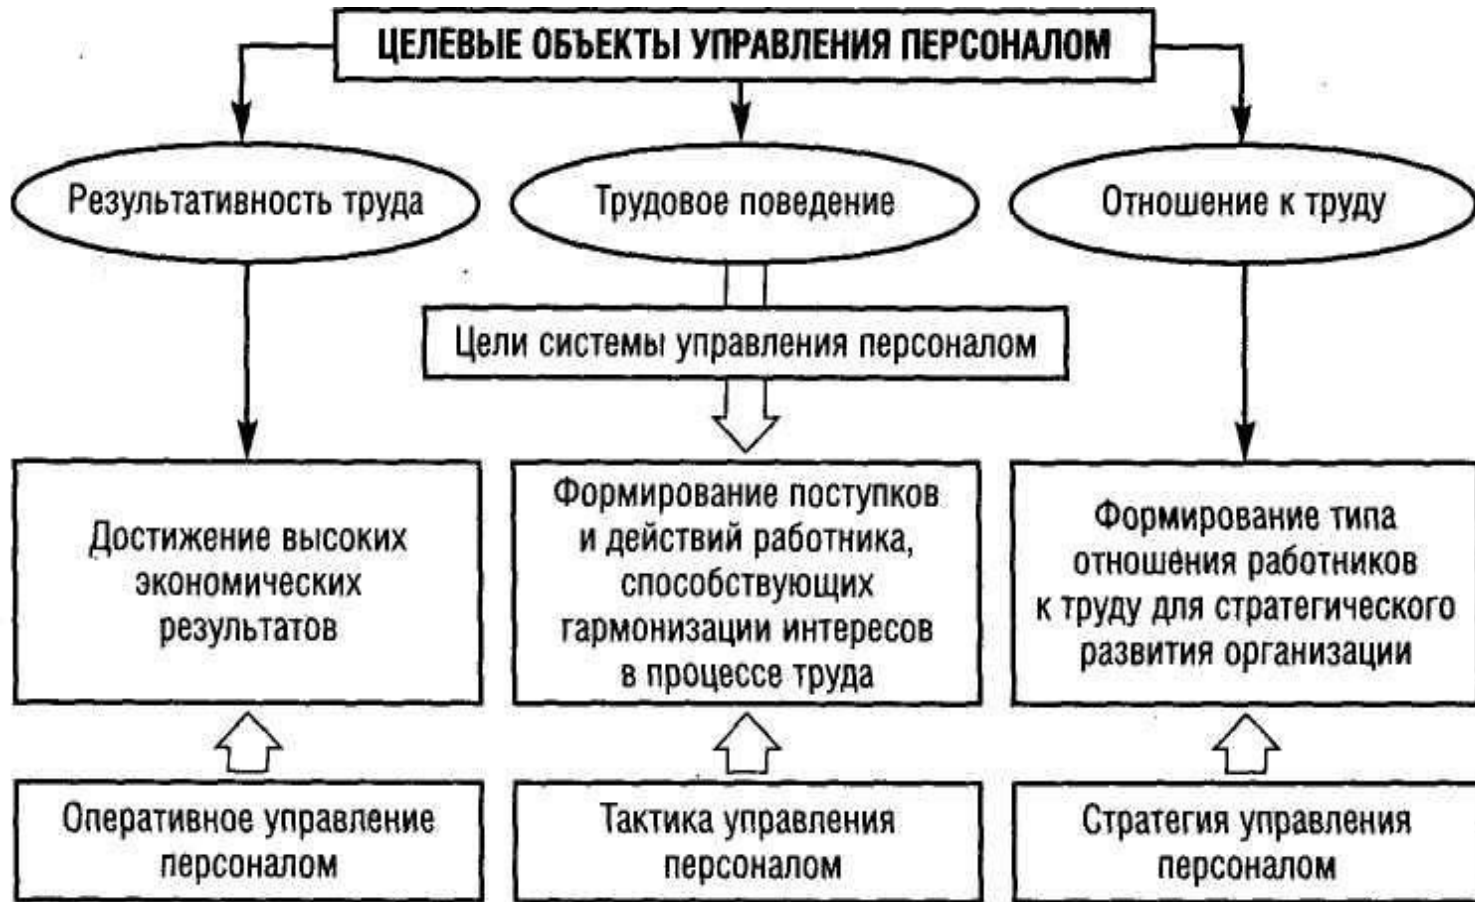 ЦЕЛЕВЫЕ ОБЪЕКТЫ УПРАВЛЕНИЯ ПЕРСОНАЛОМ
Результативность труда
Трудовое поведение
Отношение к труду
Цели системы управления персоналом
Достижение высоких
экономических
результатов
Формирование поступков
и действий работника,
способствующих
гармонизации интересов
в процессе труда
Формирование типа
отношения работников
к труду для стратегического
развития организации
Оперативное управление
персоналом
Тактика управления
персоналом
Стратегия управления
персоналом